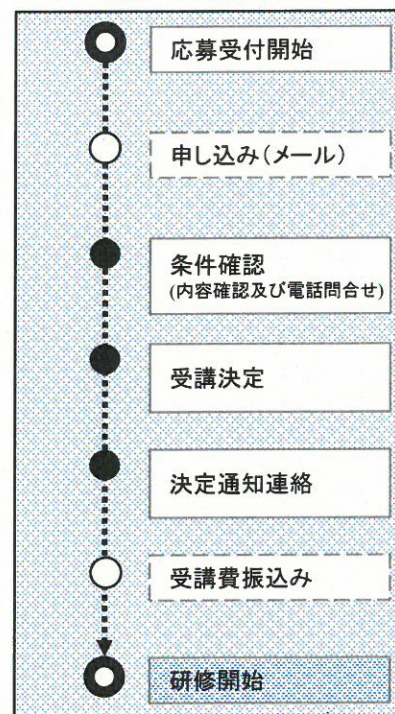 応募受付開始
申し込み(メール)
条件確認
(内容確認及び電話問合せ)
受講決定
決定通知連絡
受講費振込み
研修開始